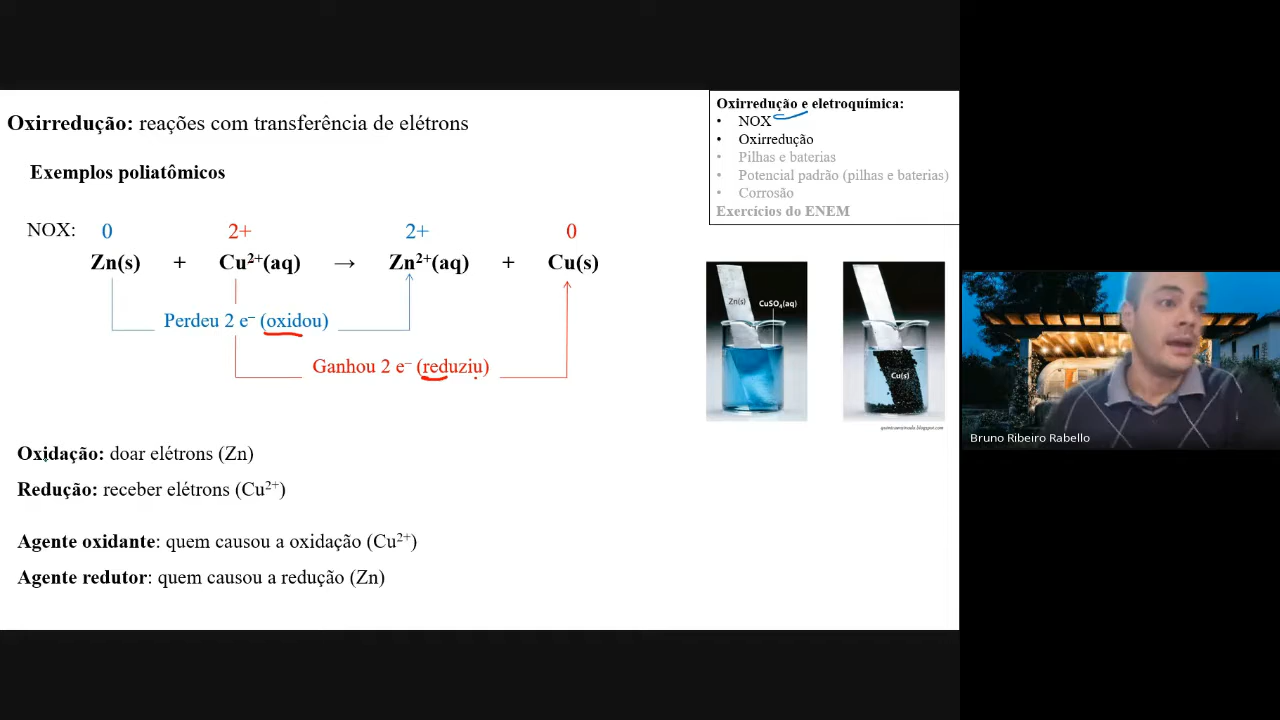 Oxirredução: reações com transferência de elétrons
Exemplos poliatômicos
NOX: 0 2+ 2+ 0
Zn(s) + Cu²⁺(aq) → Zn²⁺(aq) + Cu(s)
Perdeu 2 e⁻ (oxidou)
Ganhou 2 e⁻ (reduziu)
Oxidação: doar elétrons (Zn)
Redução: receber elétrons (Cu²⁺)
Agente oxidante: quem causou a oxidação (Cu²⁺)
Agente redutor: quem causou a redução (Zn)
Oxirredução e eletroquímica:
• NOX
• Oxirredução
• Pilhas e baterias
• Potencial padrão (pilhas e baterias)
• Corrosão
Exercícios do ENEM
Zn(s)
CuSO₄(aq)
Cu(s)
Bruno Ribeiro Rabello